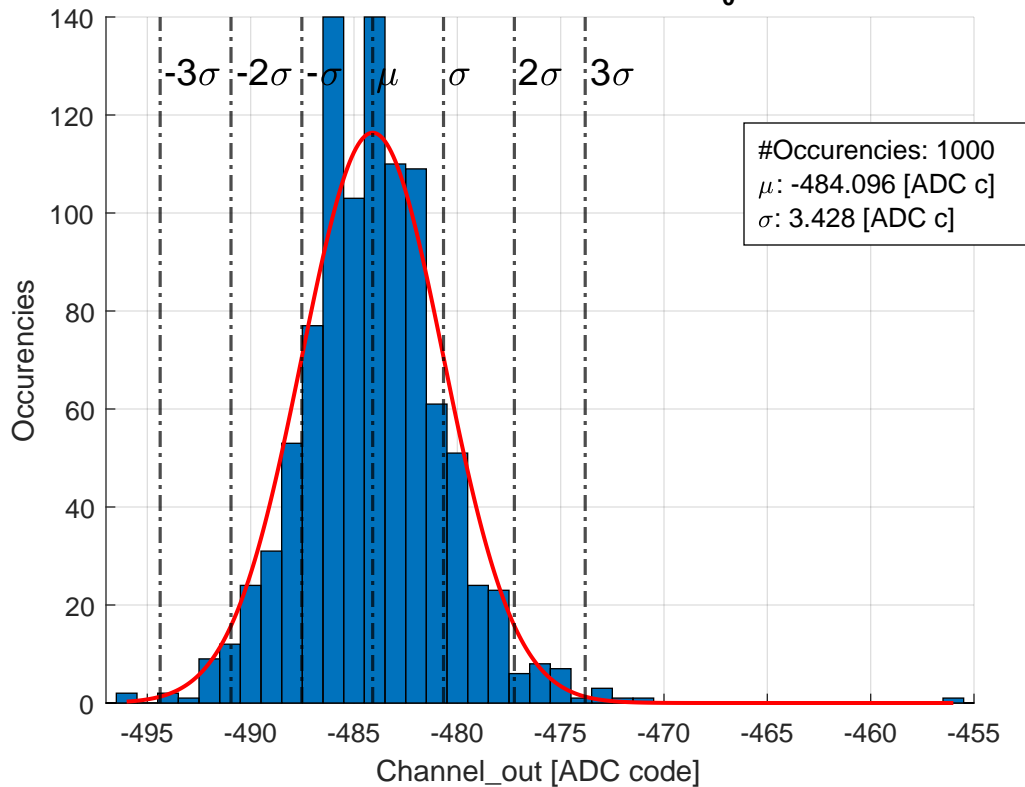 140
120
100
80
60
40
20
0
-3σ -2σ -σ μ σ 2σ 3σ
#Occurencies: 1000
μ: -484.096 [ADC c]
σ: 3.428 [ADC c]
Occurencies
-495 -490 -485 -480 -475 -470 -465 -460 -455
Channel_out [ADC code]